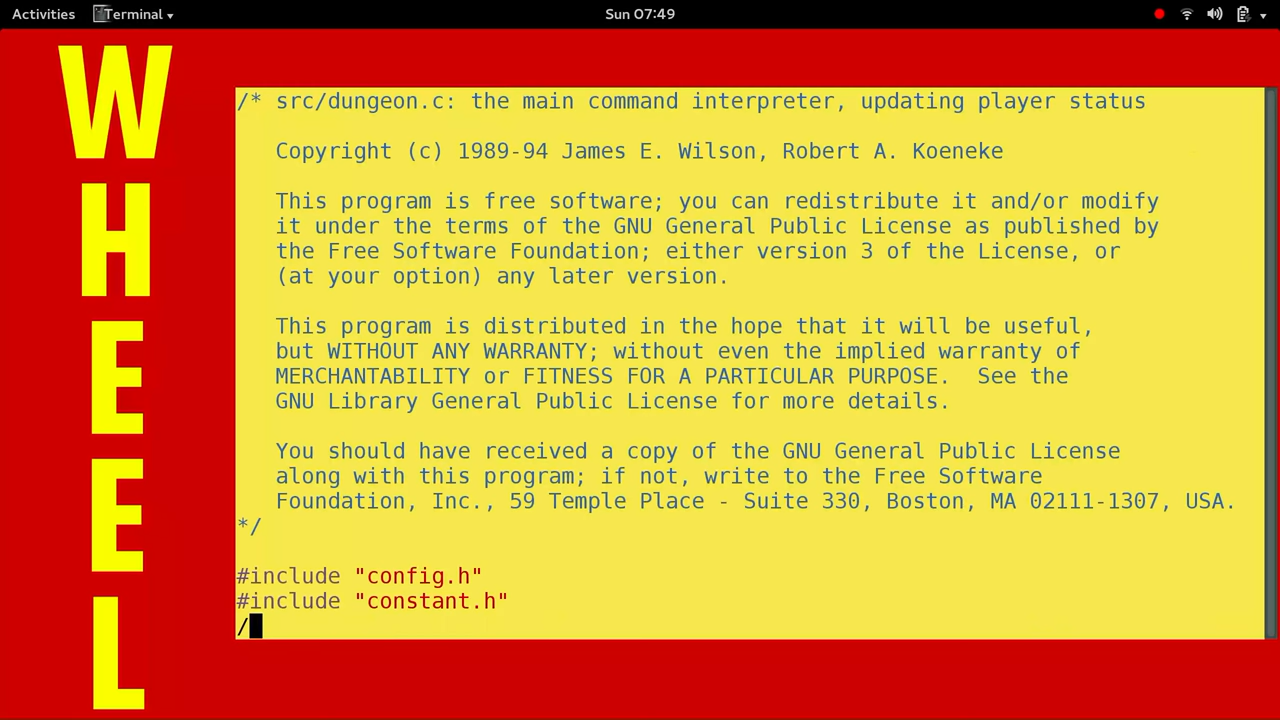 Activities Terminal Sun 07:49
W
H
E
E
L
/* src/dungeon.c: the main command interpreter, updating player status
Copyright (c) 1989-94 James E. Wilson, Robert A. Koeneke
This program is free software; you can redistribute it and/or modify
it under the terms of the GNU General Public License as published by
the Free Software Foundation; either version 3 of the License, or
(at your option) any later version.
This program is distributed in the hope that it will be useful,
but WITHOUT ANY WARRANTY; without even the implied warranty of
MERCHANTABILITY or FITNESS FOR A PARTICULAR PURPOSE.  See the
GNU Library General Public License for more details.
You should have received a copy of the GNU General Public License
along with this program; if not, write to the Free Software
Foundation, Inc., 59 Temple Place - Suite 330, Boston, MA 02111-1307, USA.
*/
#include "config.h"
#include "constant.h"
/